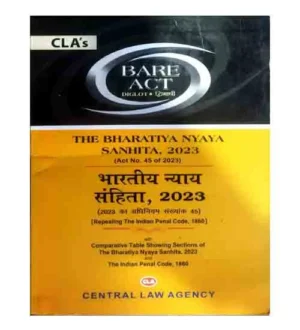 CLA's
BARE
ACT
DIGLOT • द्विभाषी
THE BHARATIYA NYAYA
SANHITA, 2023
(Act No. 45 of 2023)
भारतीय न्याय
संहिता, 2023
(2023 का अधिनियम संख्यांक 45)
[Repealing The Indian Penal Code, 1860]
with
Comparative Table Showing Sections of
The Bharatiya Nyaya Sanhita, 2023
and
The Indian Penal Code, 1860
CLA
CENTRAL LAW AGENCY